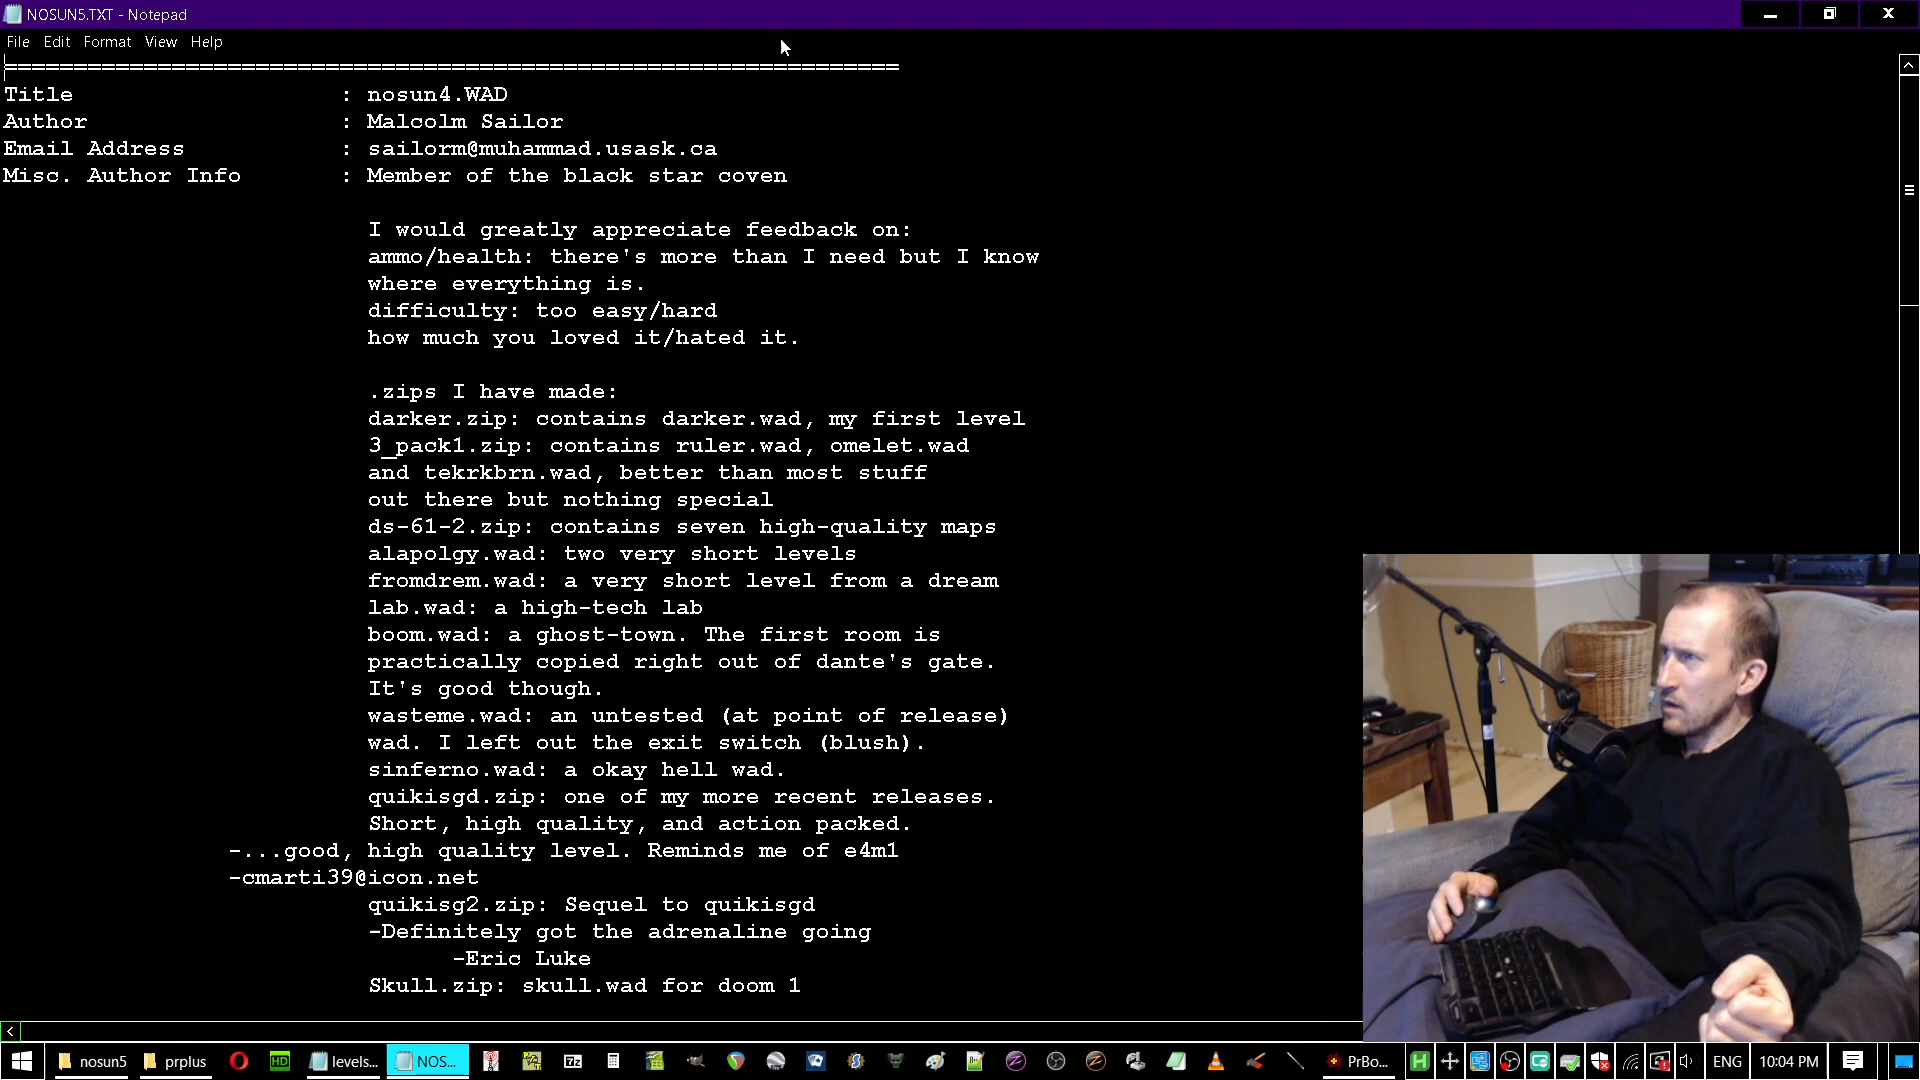 NOSUN5.TXT - Notepad
File Edit Format View Help
================================================================
Title : nosun4.WAD
Author : Malcolm Sailor
Email Address : sailorm@muhammad.usask.ca
Misc. Author Info : Member of the black star coven
I would greatly appreciate feedback on:
ammo/health: there's more than I need but I know
where everything is.
difficulty: too easy/hard
how much you loved it/hated it.
.zips I have made:
darker.zip: contains darker.wad, my first level
3_pack1.zip: contains ruler.wad, omelet.wad
and tekrkbrn.wad, better than most stuff
out there but nothing special
ds-61-2.zip: contains seven high-quality maps
alapolgy.wad: two very short levels
fromdrem.wad: a very short level from a dream
lab.wad: a high-tech lab
boom.wad: a ghost-town. The first room is
practically copied right out of dante's gate.
It's good though.
wasteme.wad: an untested (at point of release)
wad. I left out the exit switch (blush).
sinferno.wad: a okay hell wad.
quikisgd.zip: one of my more recent releases.
Short, high quality, and action packed.
-...good, high quality level. Reminds me of e4m1
-cmarti39@icon.net
quikisg2.zip: Sequel to quikisgd
-Definitely got the adrenaline going
-Eric Luke
Skull.zip: skull.wad for doom 1
nosun5 prplus HD levels... NOS... 7z PrBo... H ENG 10:04 PM